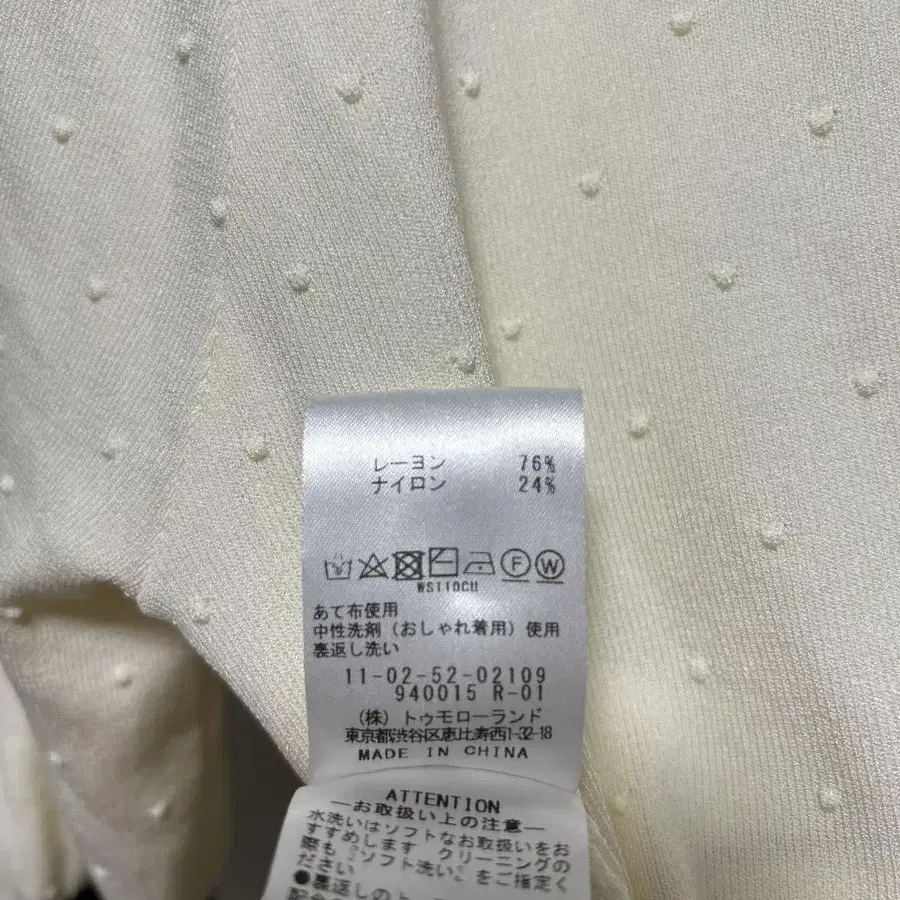 レーヨン 76%
ナイロン 24%
F W
WS110CU
あて布使用
中性洗剤（おしゃれ着用）使用
裏返し洗い
11-02-52-02109
940015 R-01
（株）トゥモローランド
東京都渋谷区恵比寿西1-32-18
MADE IN CHINA
ATTENTION
―お取扱い上の注意―
水洗いはソフトなお取扱いをお
すすめします クリーニングの
際も〝ソフト洗い〟をご指定く
ださい
●裏返しの